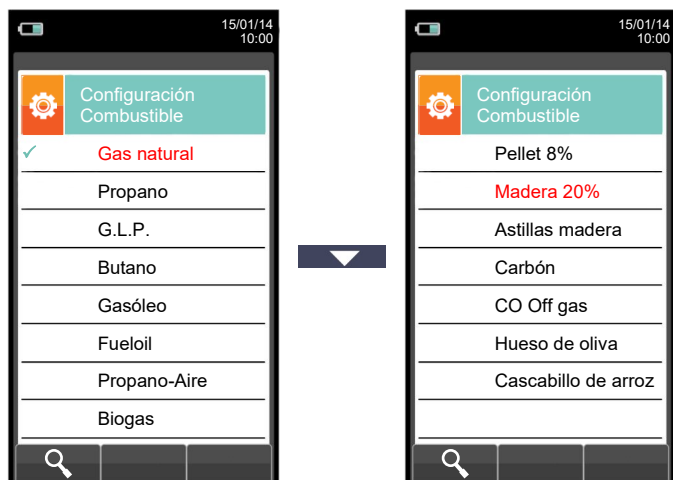 15/01/14
10:00
Configuración
Combustible
Gas natural
Propano
G.L.P.
Butano
Gasóleo
Fueloil
Propano-Aire
Biogas
15/01/14
10:00
Configuración
Combustible
Pellet 8%
Madera 20%
Astillas madera
Carbón
CO Off gas
Hueso de oliva
Cascabillo de arroz